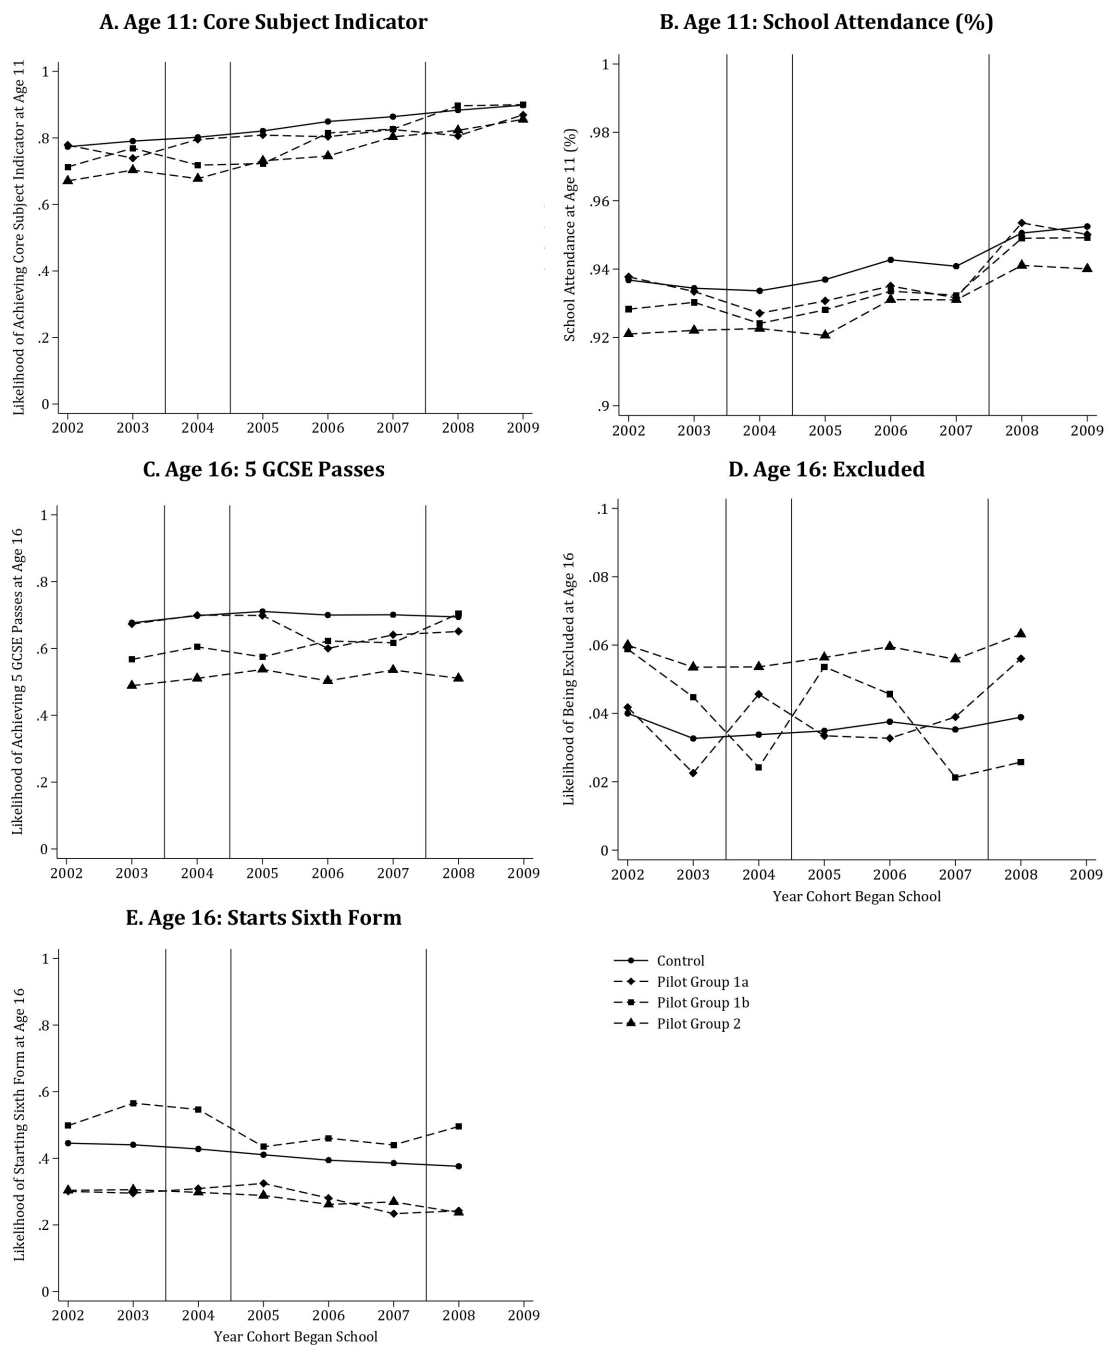 A. Age 11: Core Subject Indicator
Likelihood of Achieving Core Subject Indicator at Age 11
1
.8
.6
.4
.2
0
2002 2003 2004 2005 2006 2007 2008 2009
B. Age 11: School Attendance (%)
School Attendance at Age 11 (%)
1
.98
.96
.94
.92
.9
2002 2003 2004 2005 2006 2007 2008 2009
C. Age 16: 5 GCSE Passes
Likelihood of Achieving 5 GCSE Passes at Age 16
1
.8
.6
.4
.2
0
2002 2003 2004 2005 2006 2007 2008 2009
D. Age 16: Excluded
Likelihood of Being Excluded at Age 16
.1
.08
.06
.04
.02
0
2002 2003 2004 2005 2006 2007 2008 2009
Year Cohort Began School
E. Age 16: Starts Sixth Form
Likelihood of Starting Sixth Form at Age 16
1
.8
.6
.4
.2
0
2002 2003 2004 2005 2006 2007 2008 2009
Year Cohort Began School
Control
Pilot Group 1a
Pilot Group 1b
Pilot Group 2